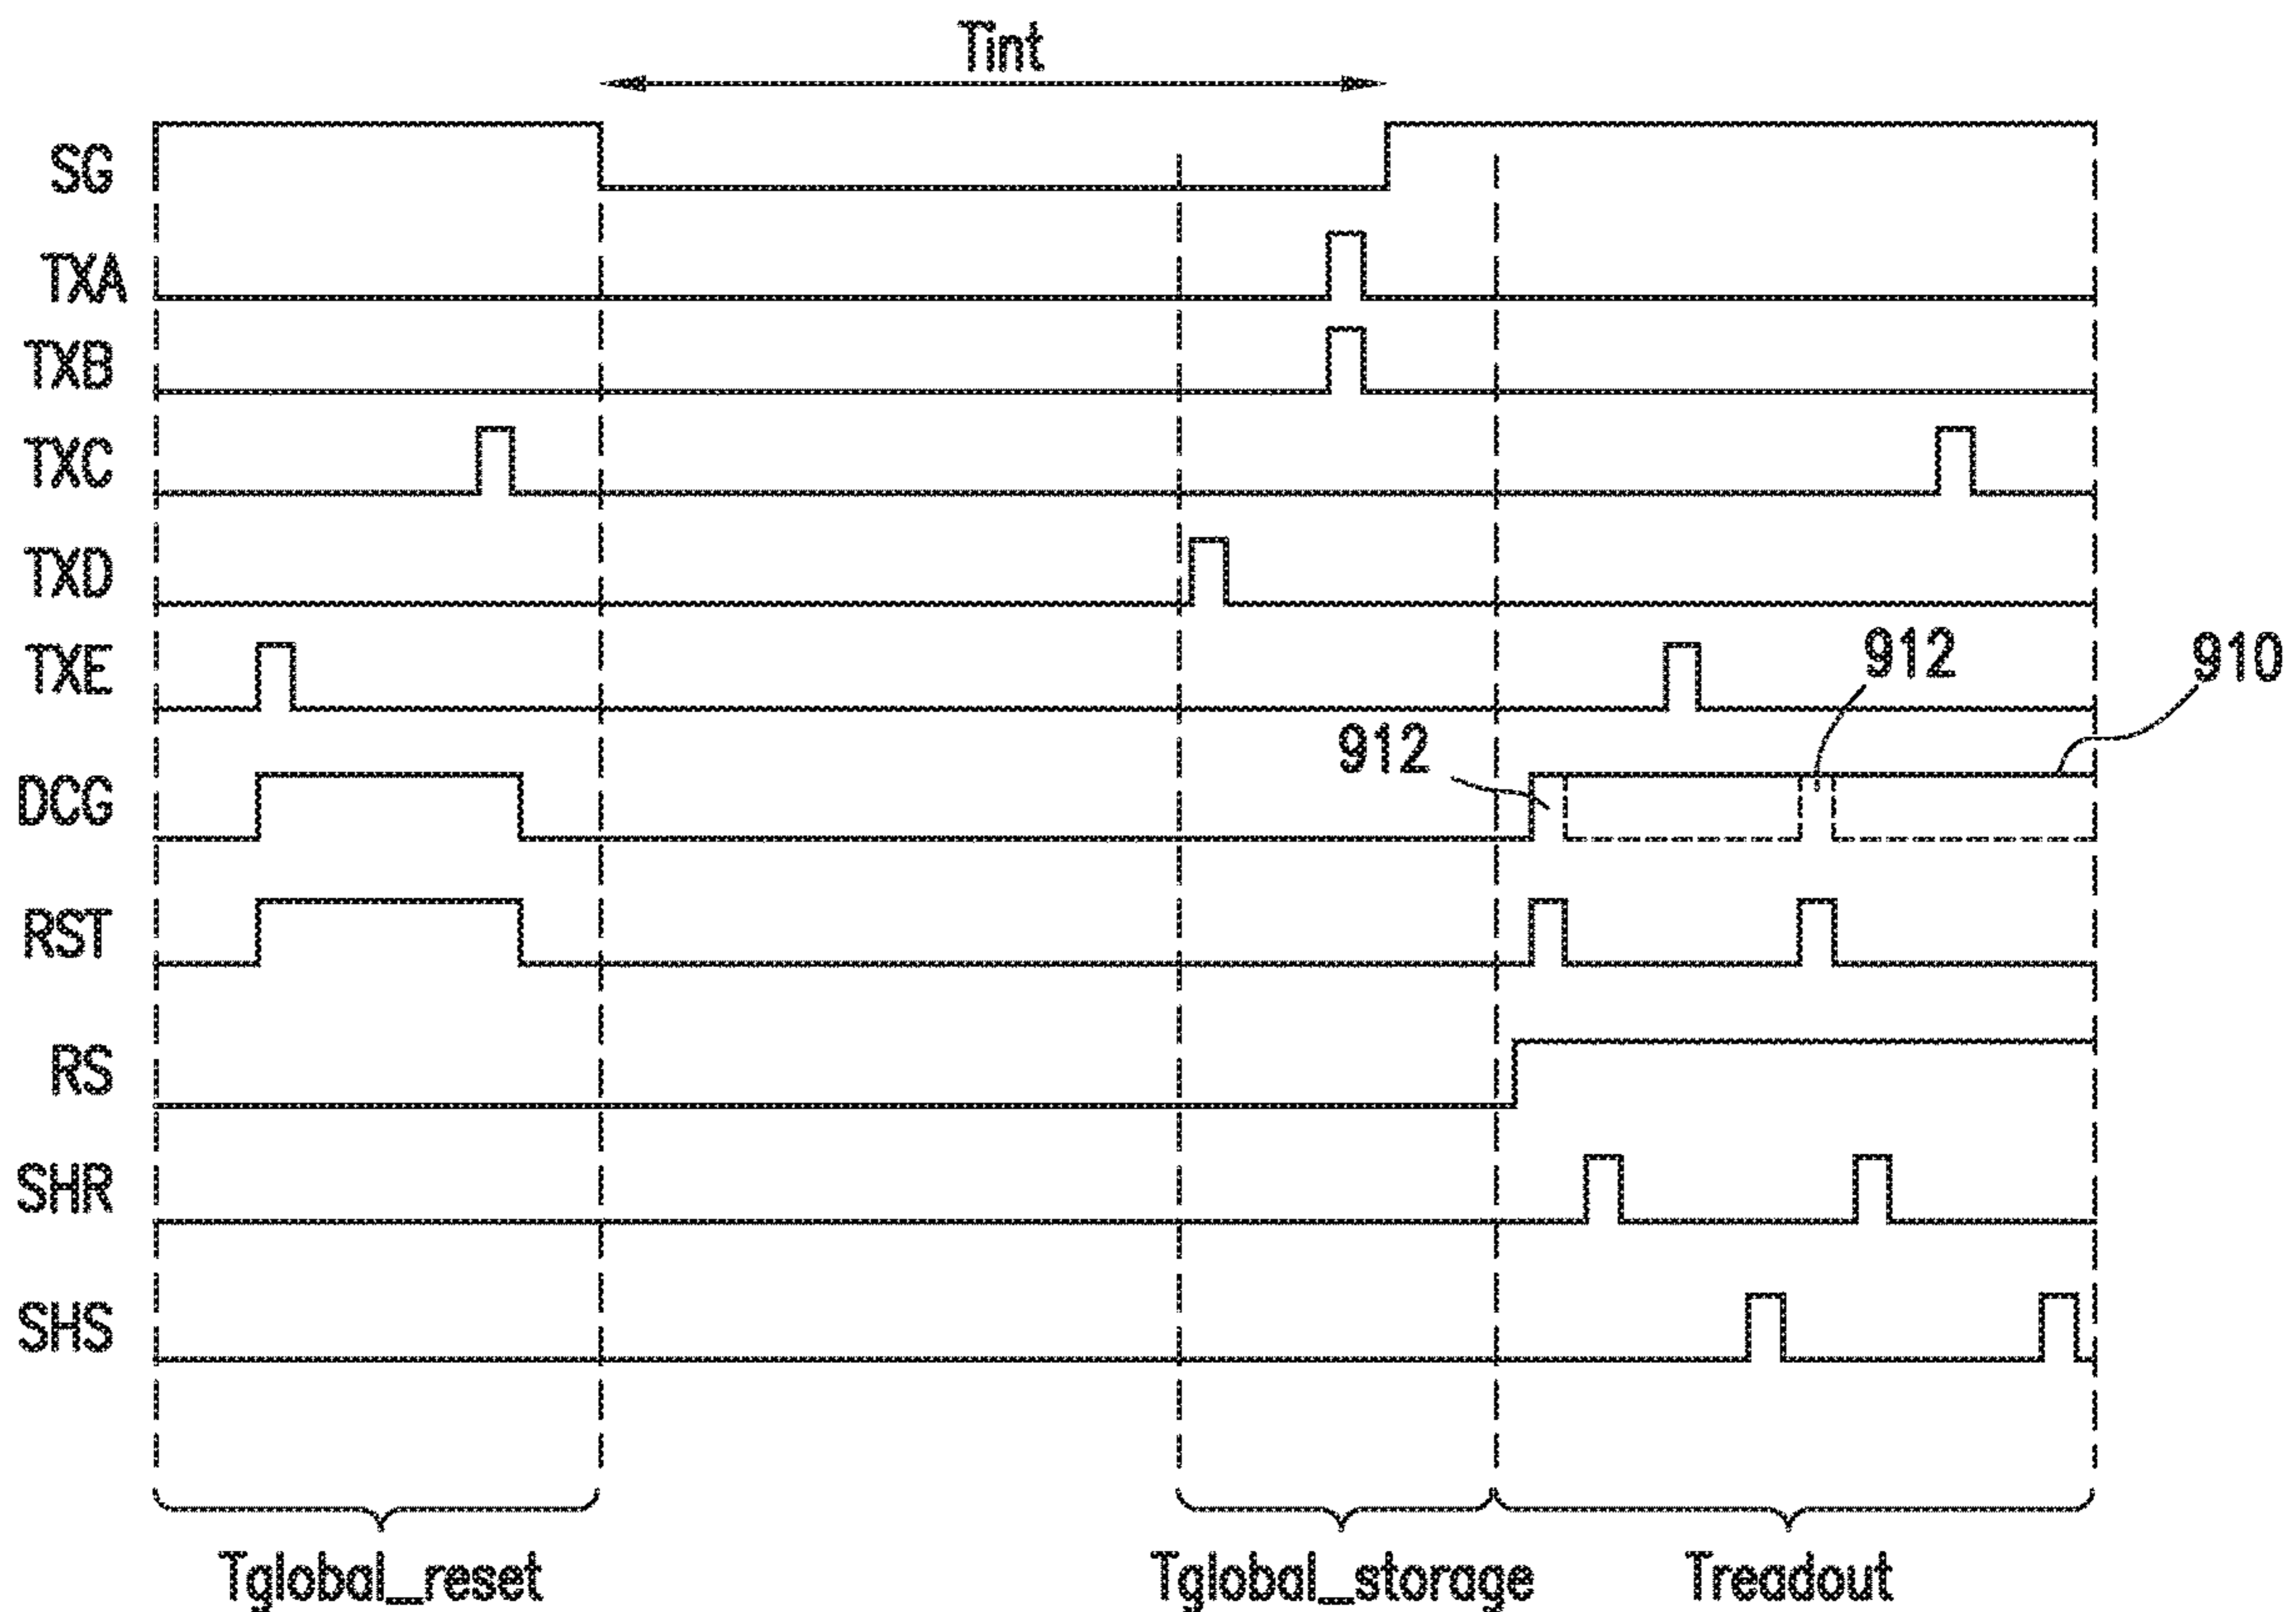 Tint
SG
TXA
TXB
TXC
TXD
TXE
912
910
912
DCG
RST
RS
SHR
SHS
Tglobal_reset
Tglobal_storage
Treadout